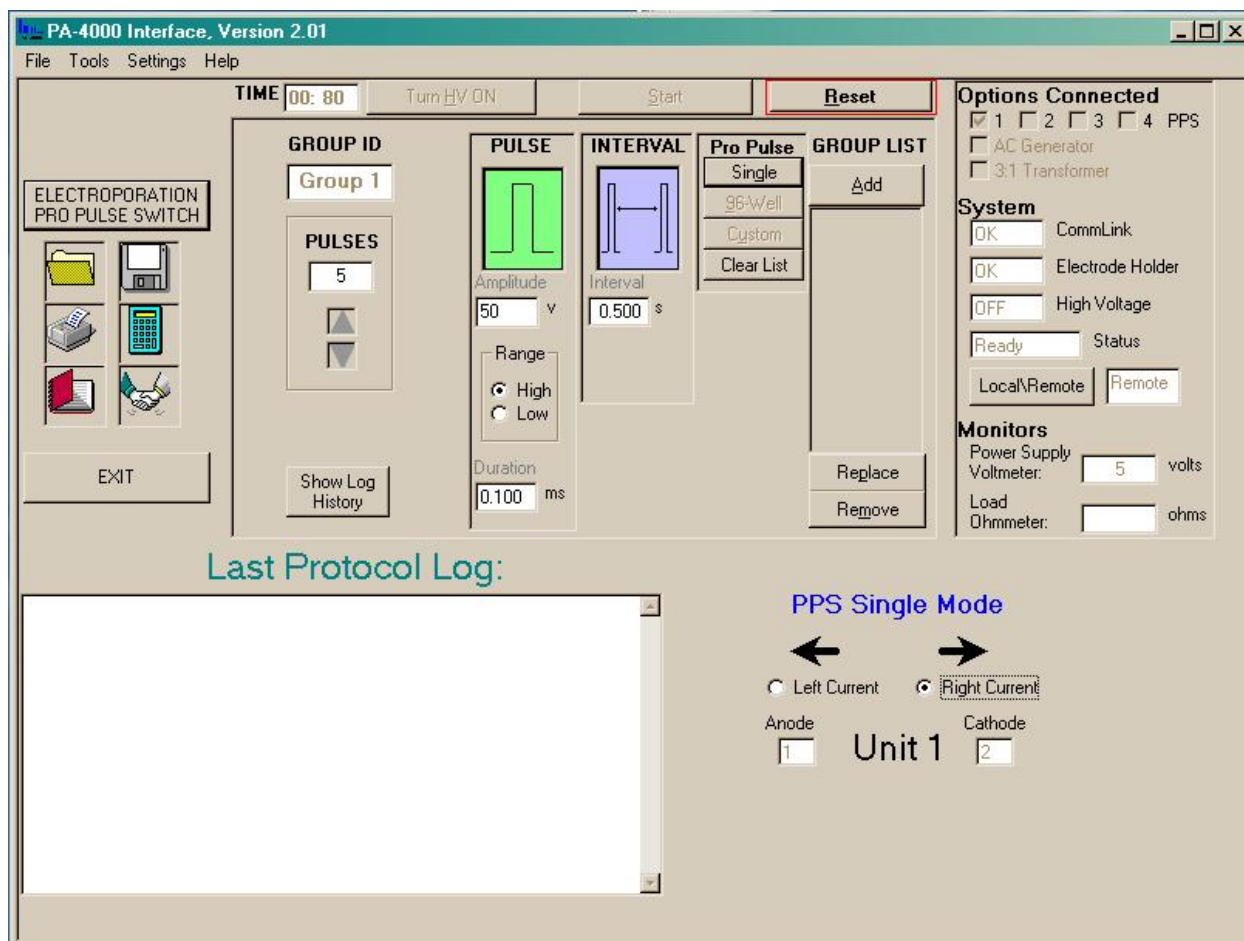 PA-4000 Interface, Version 2.01
File Tools Settings Help
TIME 00: 80 Turn HV ON Start Reset
ELECTROPORATION
PRO PULSE SWITCH
EXIT
GROUP ID
Group 1
PULSES
5
Show Log
History
PULSE
Amplitude
50 v
Range
High
Low
Duration
0.100 ms
INTERVAL
Interval
0.500 s
Pro Pulse
Single
96-Well
Custom
Clear List
GROUP LIST
Add
Replace
Remove
Options Connected
1 2 3 4 PPS
AC Generator
3:1 Transformer
System
OK CommLink
OK Electrode Holder
OFF High Voltage
Ready Status
Local\Remote Remote
Monitors
Power Supply
Voltmeter: 5 volts
Load
Ohmmeter: ohms
Last Protocol Log:
PPS Single Mode
Left Current Right Current
Anode Cathode
1 Unit 1 2